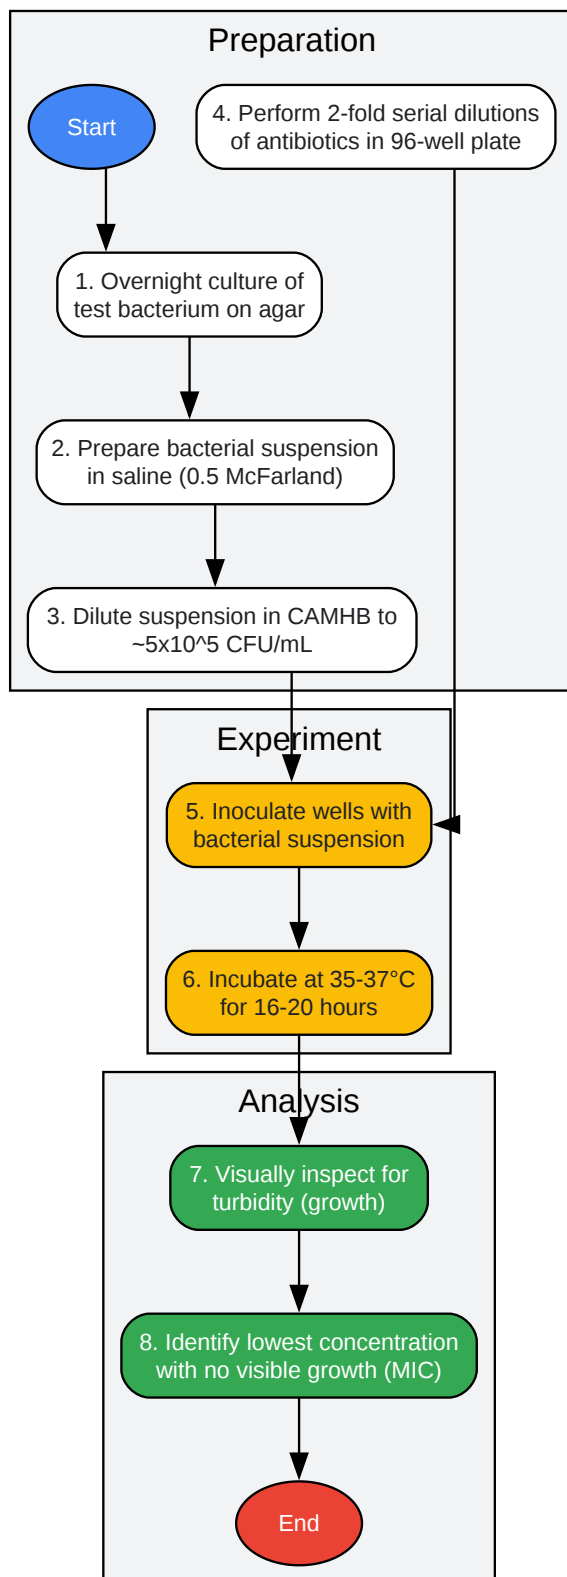 Preparation
Start
4. Perform 2-fold serial dilutions
of antibiotics in 96-well plate
1. Overnight culture of
test bacterium on agar
2. Prepare bacterial suspension
in saline (0.5 McFarland)
3. Dilute suspension in CAMHB to
~5x10^5 CFU/mL
Experiment
5. Inoculate wells with
bacterial suspension
6. Incubate at 35-37°C
for 16-20 hours
Analysis
7. Visually inspect for
turbidity (growth)
8. Identify lowest concentration
with no visible growth (MIC)
End